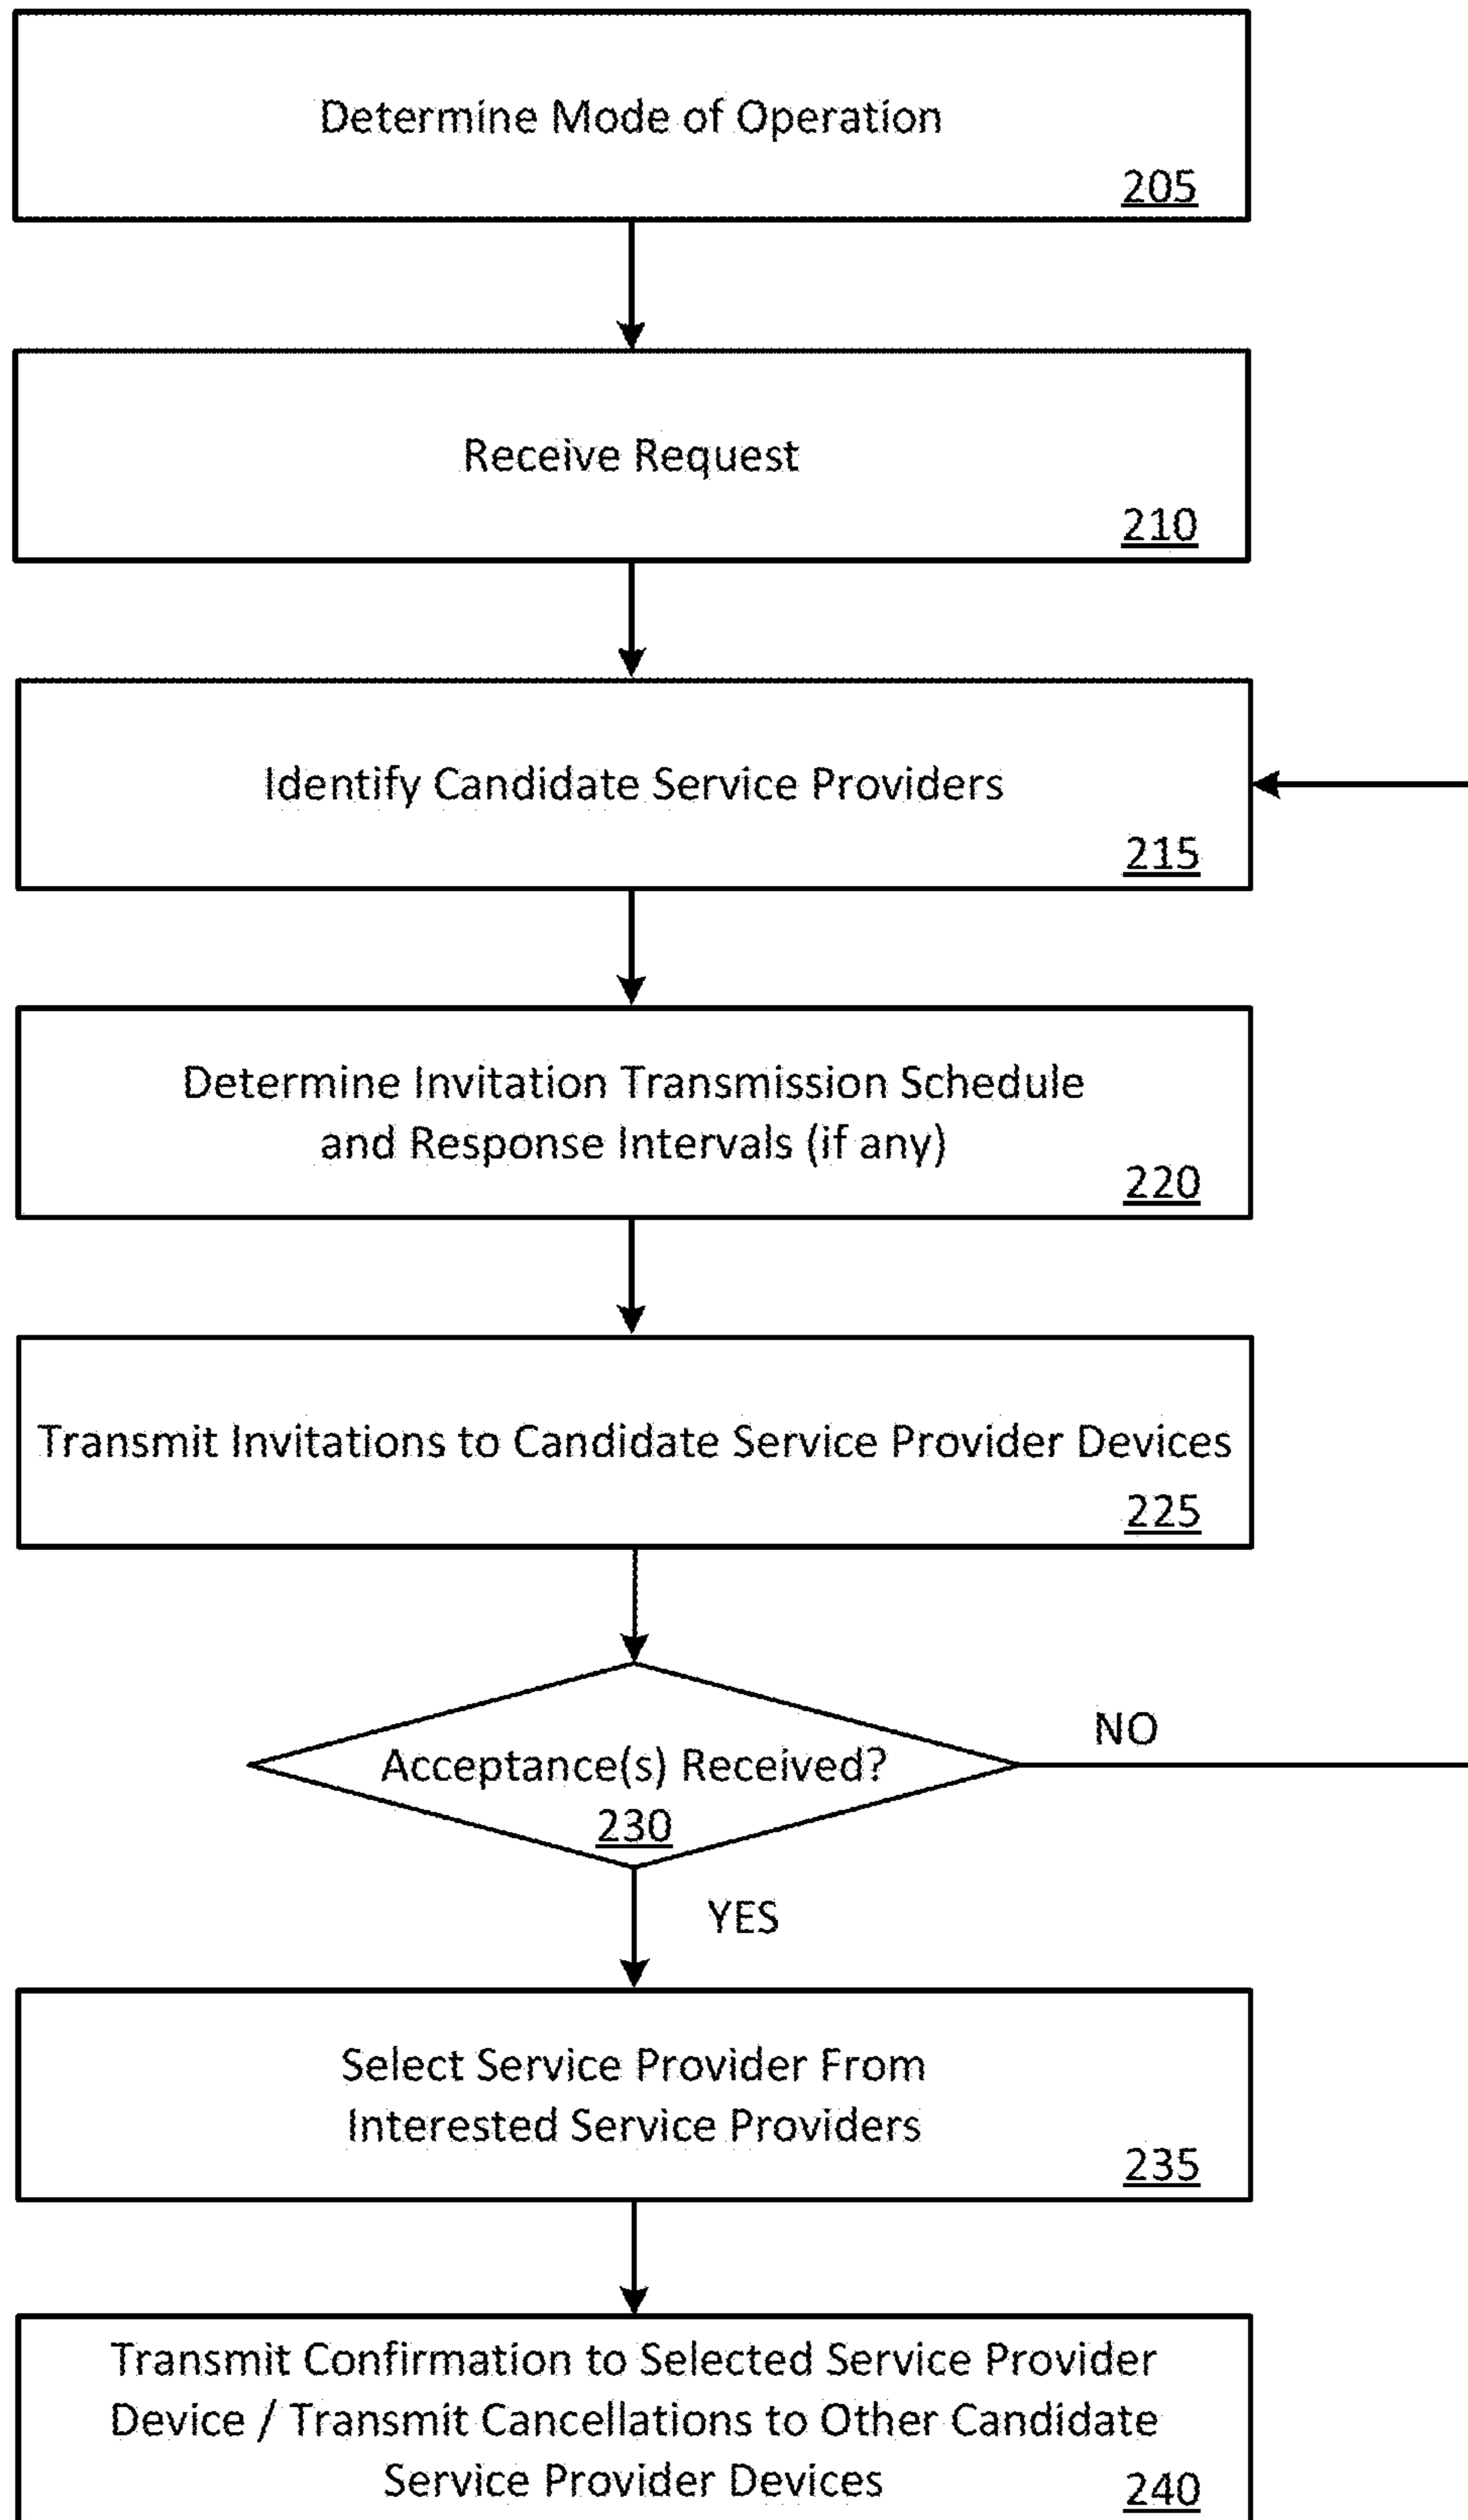 Determine Mode of Operation
205
Receive Request
210
Identify Candidate Service Providers
215
Determine Invitation Transmission Schedule
and Response Intervals (if any)
220
Transmit Invitations to Candidate Service Provider Devices
225
Acceptance(s) Received?
230
NO
YES
Select Service Provider From
Interested Service Providers
235
Transmit Confirmation to Selected Service Provider
Device / Transmit Cancellations to Other Candidate
Service Provider Devices
240